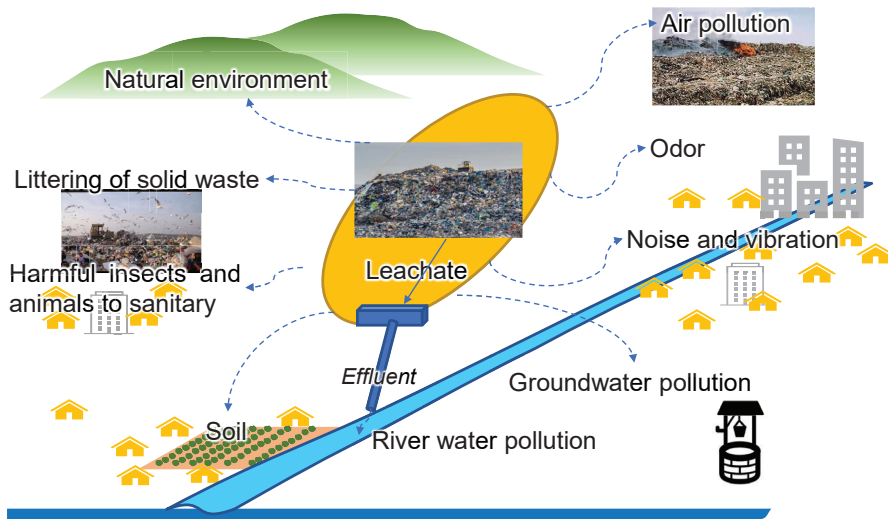 Air pollution
Natural environment
Odor
Littering of solid waste
Noise and vibration
Leachate
Harmful insects and
animals to sanitary
Effluent
Groundwater pollution
Soil
River water pollution